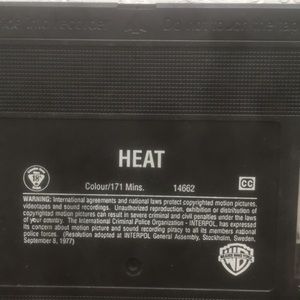 HEAT
18
Colour/171 Mins. 14662 CC
WARNING: International agreements and national laws protect copyrighted motion pictures,
videotapes and sound recordings. Unauthorized reproduction, exhibition or distribution of
copyrighted motion pictures can result in severe criminal and civil penalties under the laws
of your country. The International Criminal Police Organization - INTERPOL, has expressed
its concern about motion picture and sound recording piracy to all its members national
police forces. (Resolution adopted at INTERPOL General Assembly, Stockholm, Sweden,
September 8, 1977)